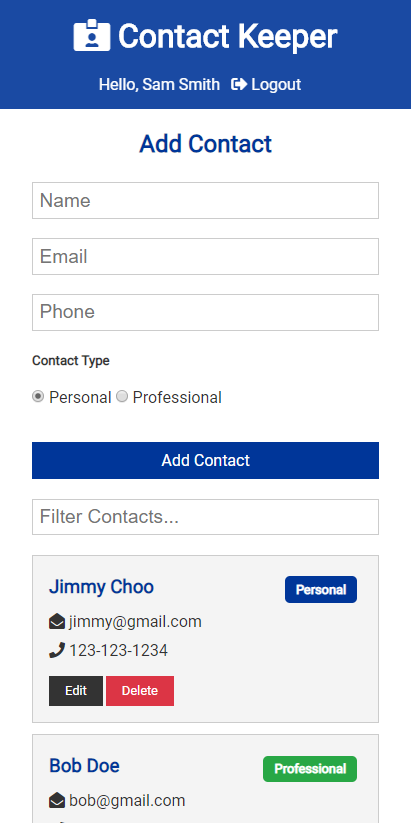 Contact Keeper
Hello, Sam Smith Logout
Add Contact
Name
Email
Phone
Contact Type
Personal Professional
Add Contact
Filter Contacts...
Jimmy Choo Personal
jimmy@gmail.com
123-123-1234
Edit Delete
Bob Doe Professional
bob@gmail.com